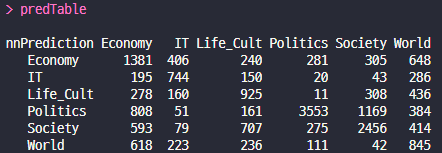 > predTable
nnPrediction Economy IT Life_Cult Politics Society World
Economy 1381 406 240 281 305 648
IT 195 744 150 20 43 286
Life_Cult 278 160 925 11 308 436
Politics 808 51 161 3553 1169 384
Society 593 79 707 275 2456 414
World 618 223 236 111 42 845